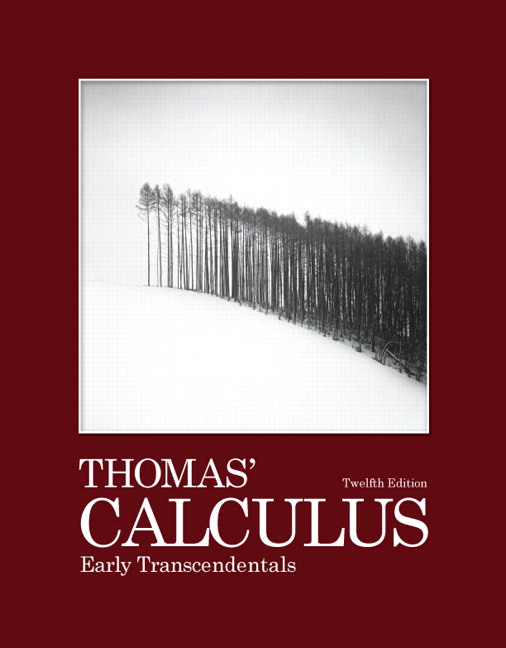 THOMAS’
Twelfth Edition
CALCULUS
Early Transcendentals